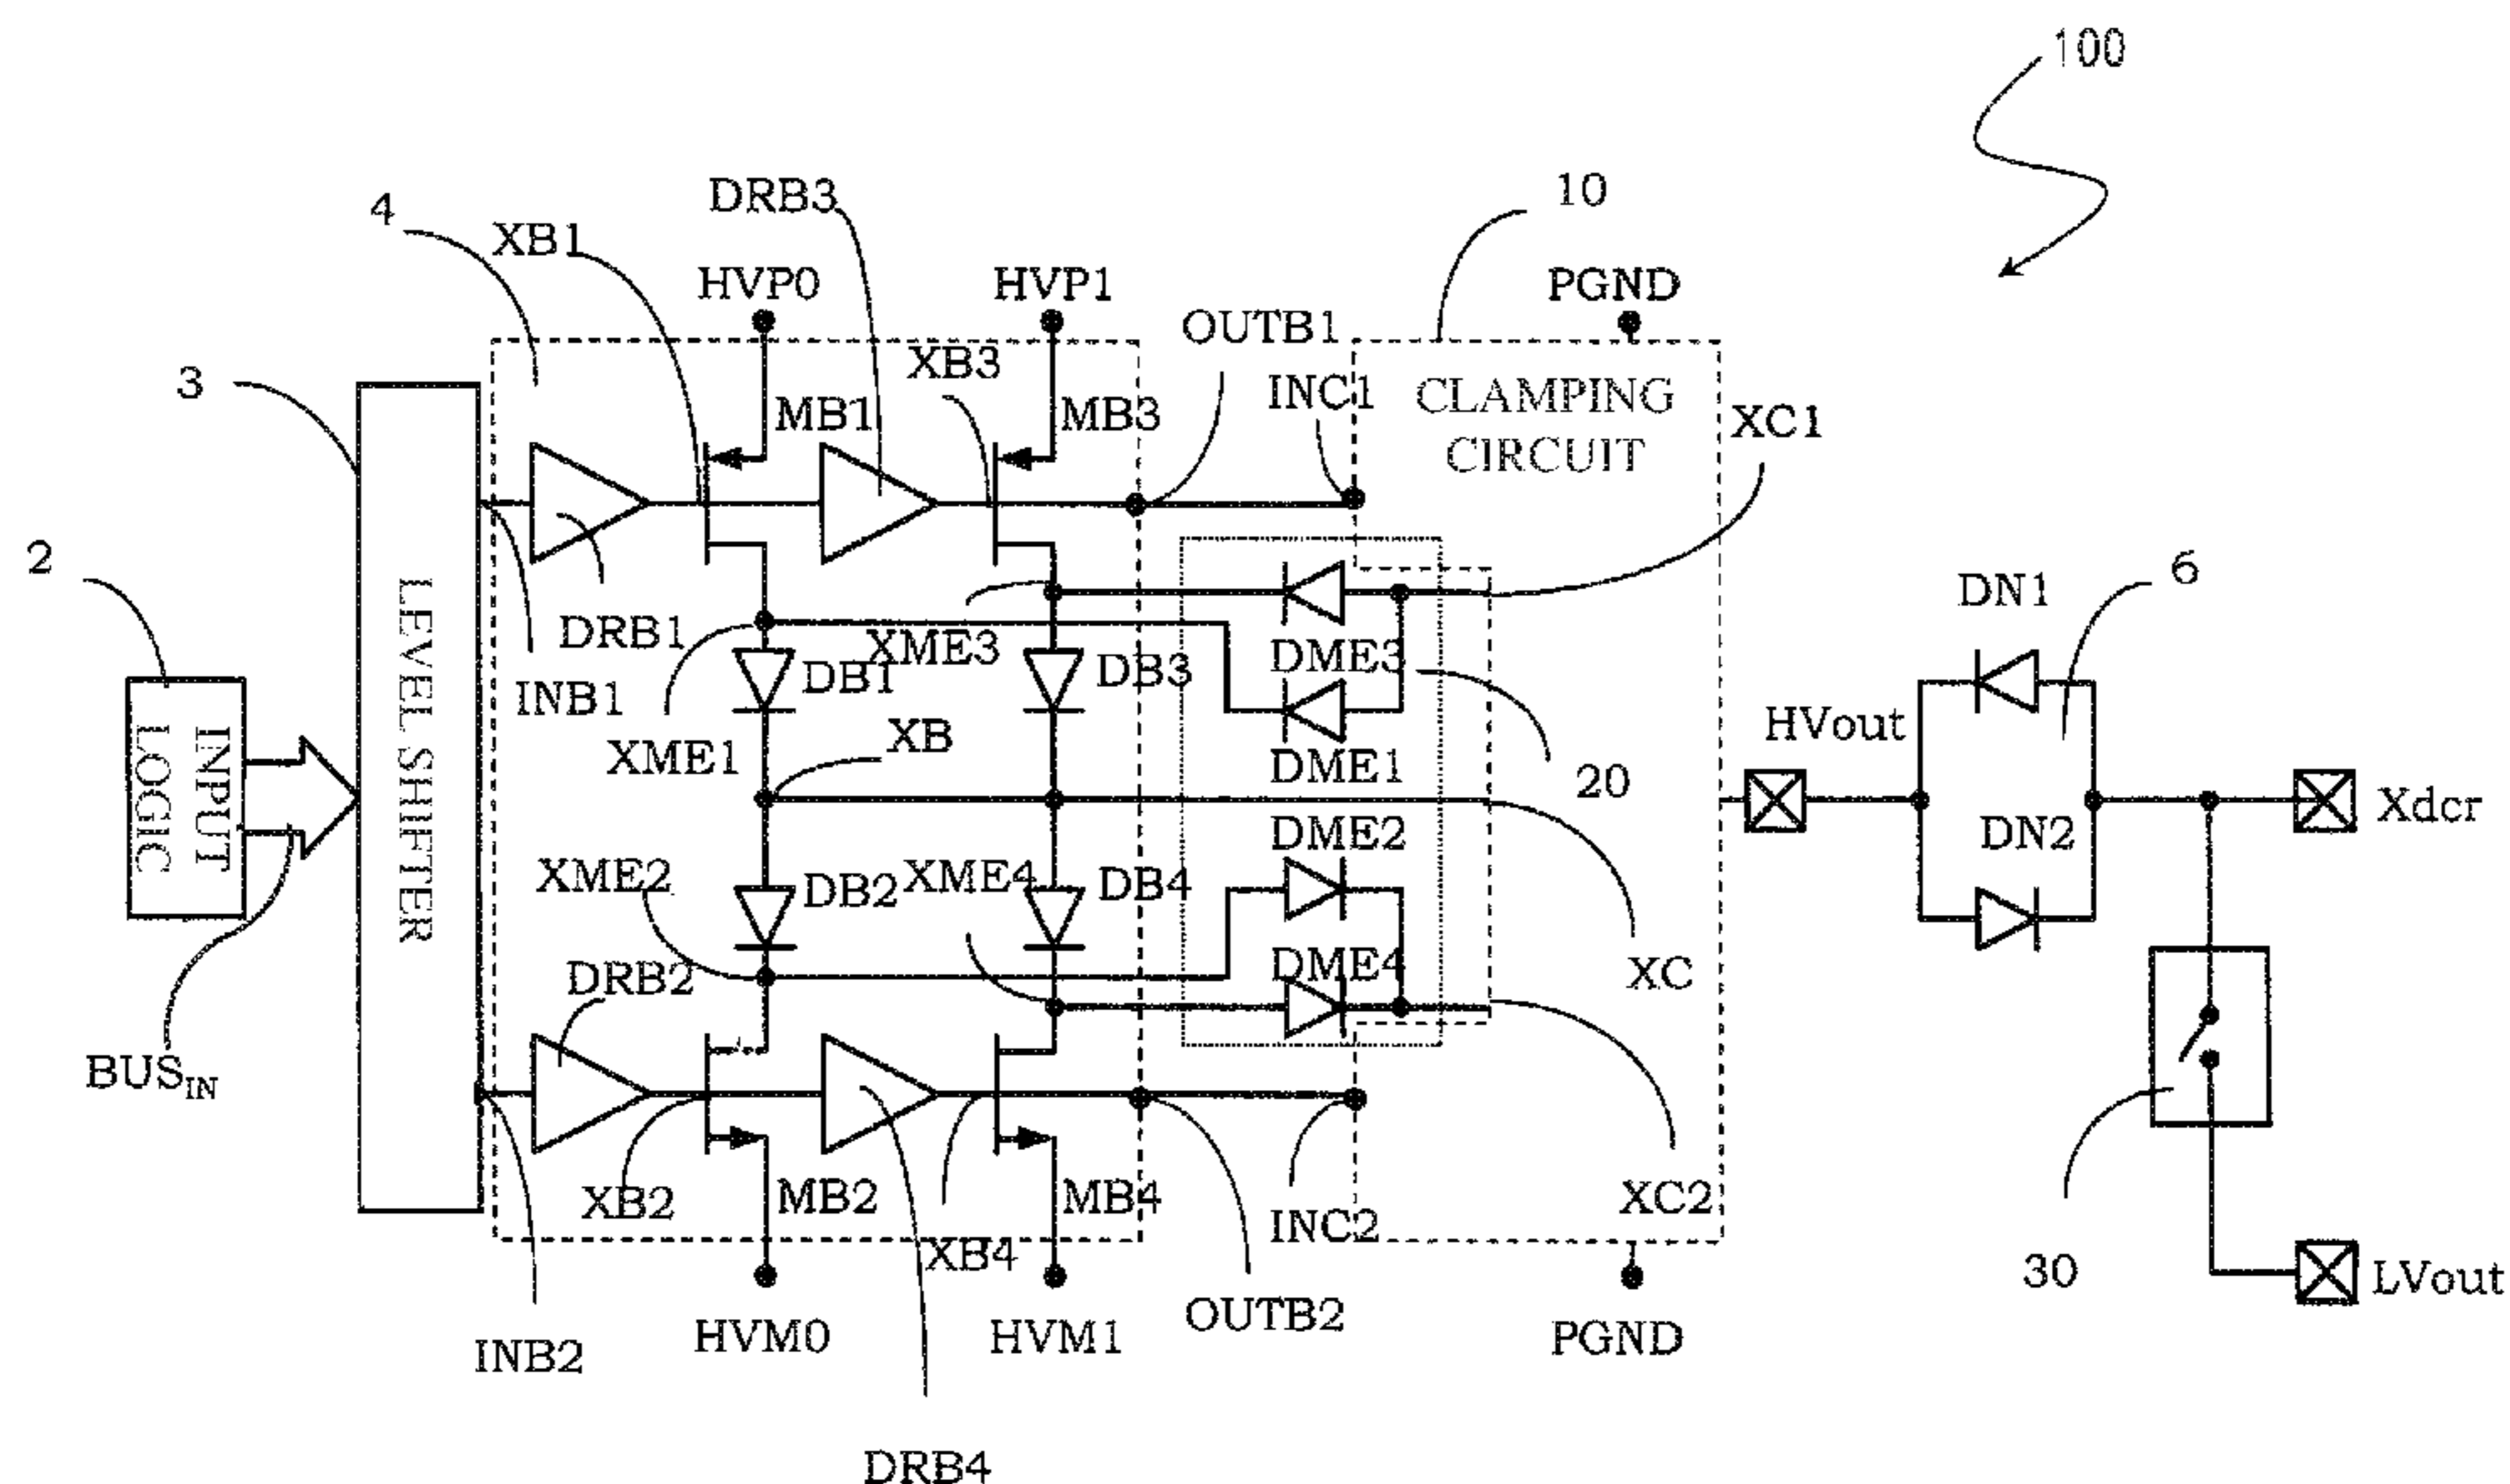 100
DRB3
4
XB1
10
HVP0
HVP1
PGND
OUTB1
XB3
3
INC1
CLAMPING
CIRCUIT
MB1
MB3
XC1
2
LEVEL SHIFTER
DRB1
XME3
DME3
DN1
6
INB1
DB1
DB3
INPUT
LOGIC
XME1
XB
DME1
20
HVout
XME2
DB2
XME4
DB4
DME2
DN2
Xdcr
DRB2
DME4
XC
BUSIN
XB2
MB2
MB4
XC2
XB4
INC2
30
LVout
INB2
HVM0
HVM1
OUTB2
PGND
DRB4